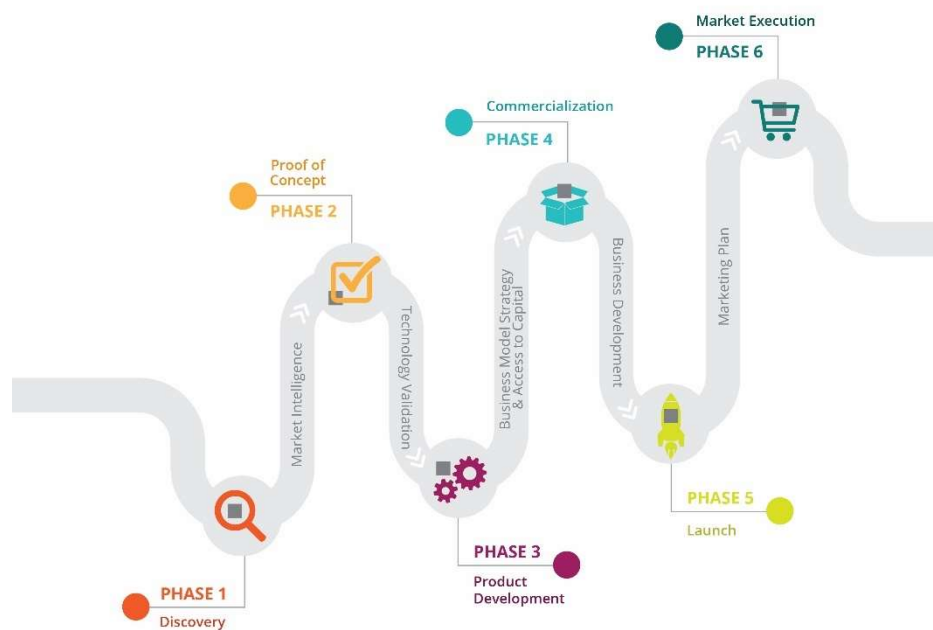 PHASE 1
Discovery
Market Intelligence
Proof of
Concept
PHASE 2
Technology Validation
PHASE 3
Product
Development
Business Model Strategy
& Access to Capital
Commercialization
PHASE 4
Business Development
PHASE 5
Launch
Marketing Plan
Market Execution
PHASE 6